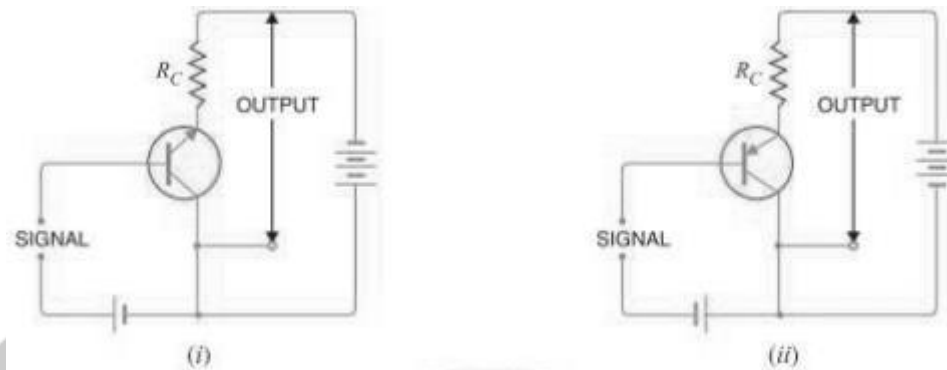 R_C
OUTPUT
SIGNAL
(i)
R_C
OUTPUT
SIGNAL
(ii)